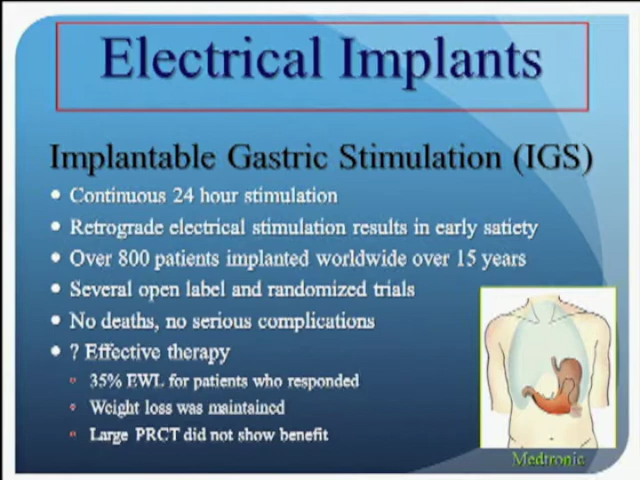 Electrical Implants
Implantable Gastric Stimulation (IGS)
Continuous 24 hour stimulation
Retrograde electrical stimulation results in early satiety
Over 800 patients implanted worldwide over 15 years
Several open label and randomized trials
No deaths, no serious complications
? Effective therapy
35% EWL for patients who responded
Weight loss was maintained
Large PRCT did not show benefit
Medtronic